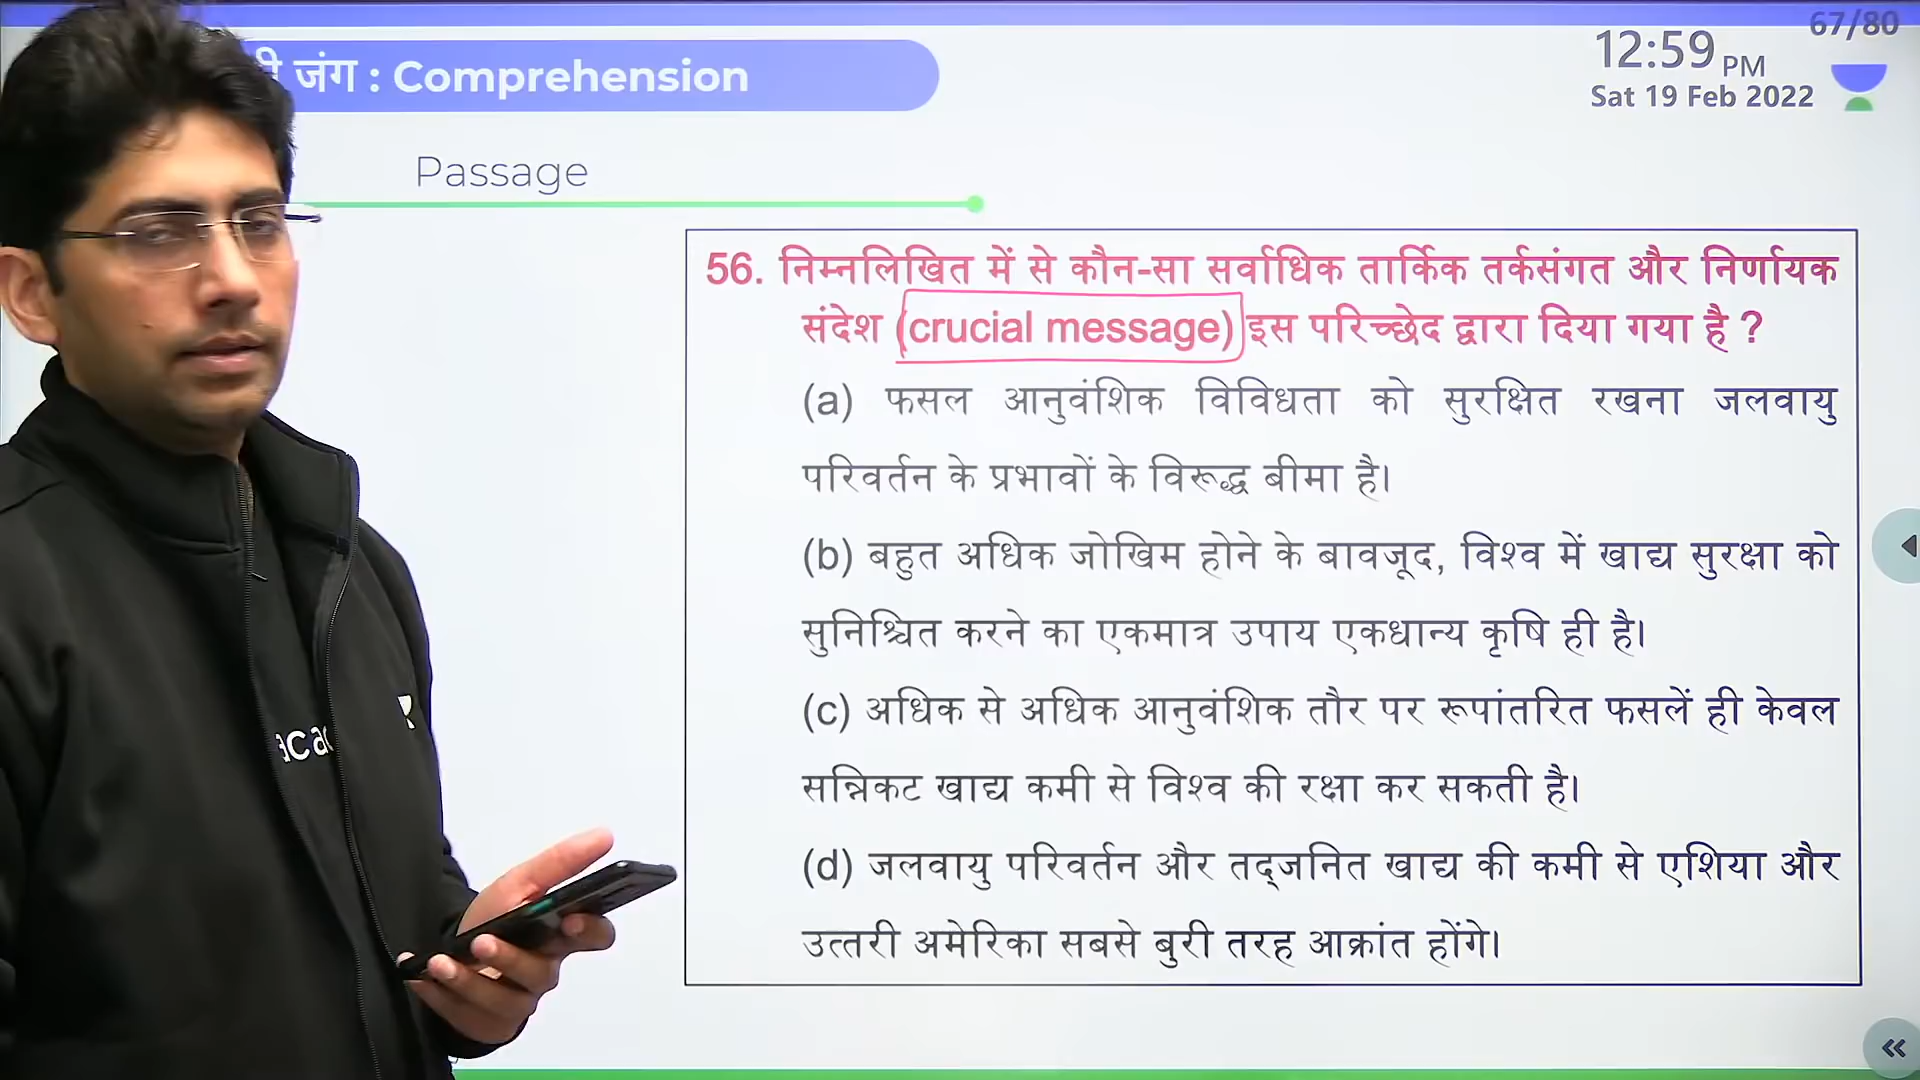 67/80
12:59 PM
Sat 19 Feb 2022
जंग : Comprehension
Passage
56. निम्नलिखित में से कौन-सा सर्वाधिक तार्किक तर्कसंगत और निर्णायक
संदेश (crucial message) इस परिच्छेद द्वारा दिया गया है ?
(a) फसल आनुवंशिक विविधता को सुरक्षित रखना जलवायु
परिवर्तन के प्रभावों के विरूद्ध बीमा है।
(b) बहुत अधिक जोखिम होने के बावजूद, विश्व में खाद्य सुरक्षा को
सुनिश्चित करने का एकमात्र उपाय एकधान्य कृषि ही है।
(c) अधिक से अधिक आनुवंशिक तौर पर रूपांतरित फसलें ही केवल
सन्निकट खाद्य कमी से विश्व की रक्षा कर सकती है।
(d) जलवायु परिवर्तन और तद्जनित खाद्य की कमी से एशिया और
उत्तरी अमेरिका सबसे बुरी तरह आक्रांत होंगे।